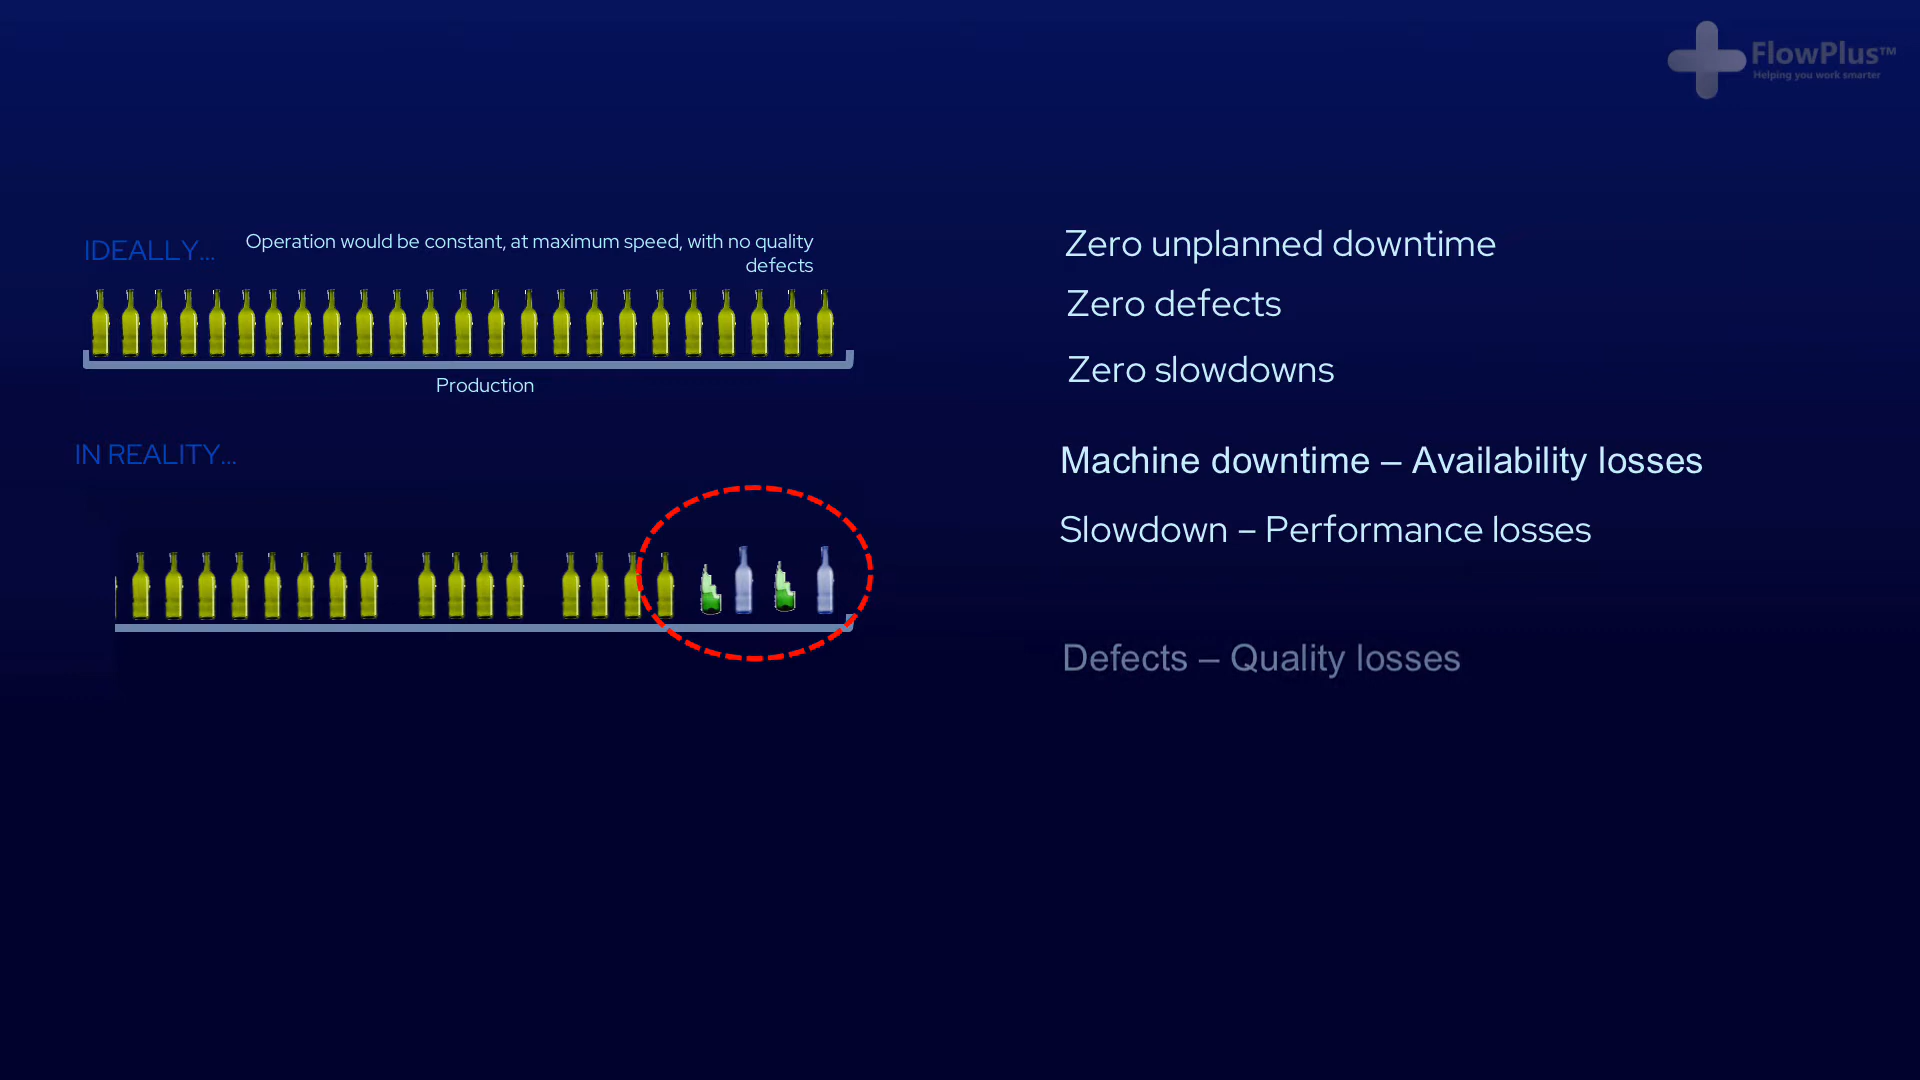 FlowPlus™
Helping you work smarter
IDEALLY...
Operation would be constant, at maximum speed, with no quality
defects
Production
IN REALITY...
Zero unplanned downtime
Zero defects
Zero slowdowns
Machine downtime – Availability losses
Slowdown – Performance losses
Defects – Quality losses